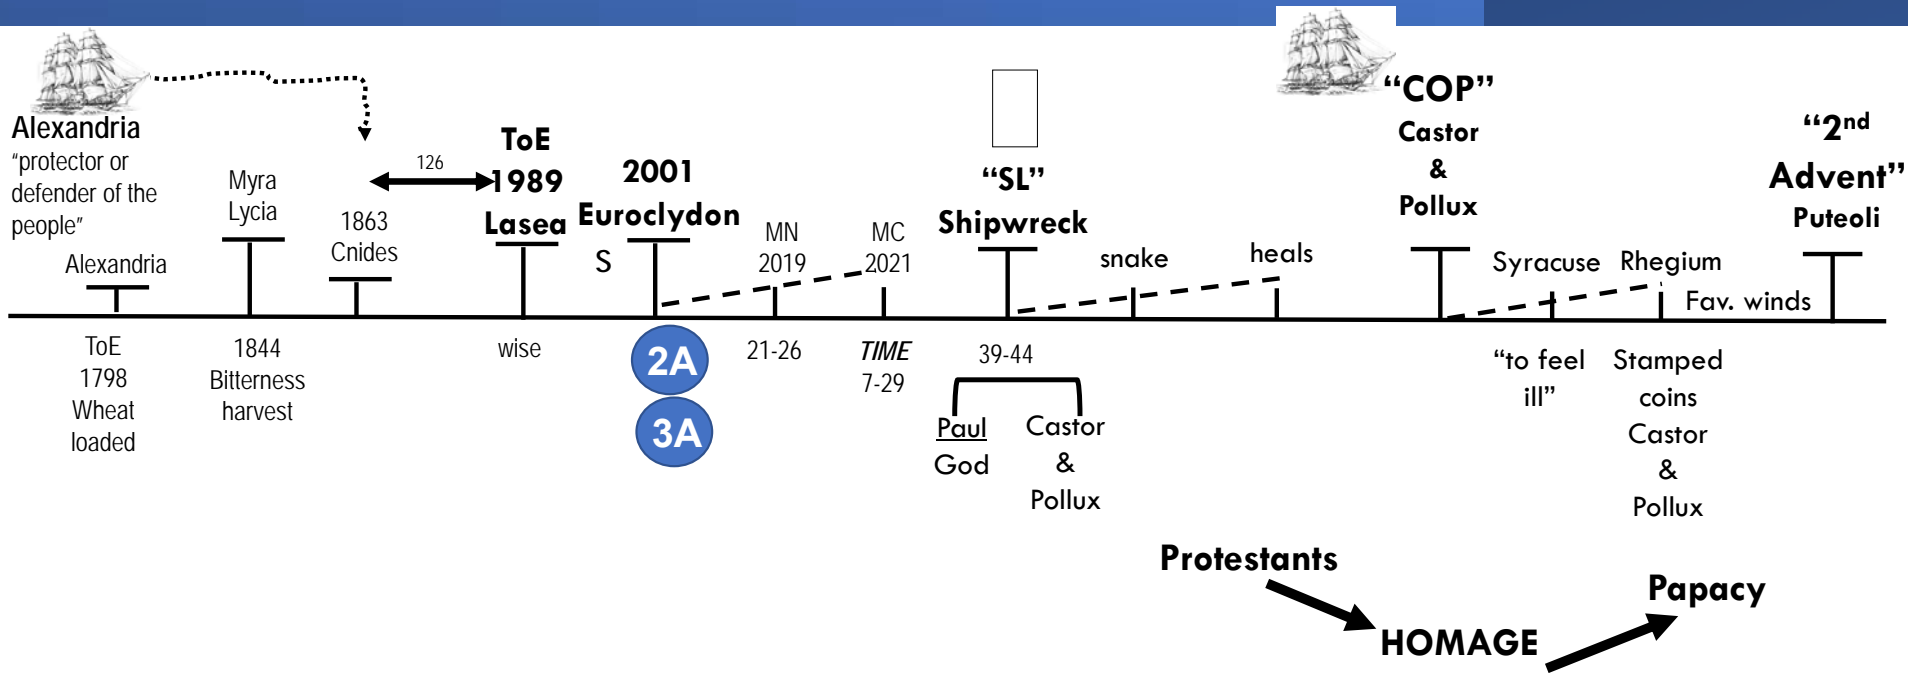 Alexandria
"protector or
defender of the
people"
Alexandria
ToE
1798
Wheat
loaded
Myra
Lycia
1844
Bitterness
harvest
1863
Cnides
126
ToE
1989
Lasea
wise
S
2001
Euroclydon
2A
3A
MN
2019
21-26
MC
2021
TIME
7-29
“SL”
Shipwreck
39-44
Paul
God
Castor
&
Pollux
snake
heals
“COP”
Castor
&
Pollux
Syracuse
“to feel
ill”
Rhegium
Stamped
coins
Castor
&
Pollux
Fav. winds
“2nd
Advent”
Puteoli
Protestants
HOMAGE
Papacy